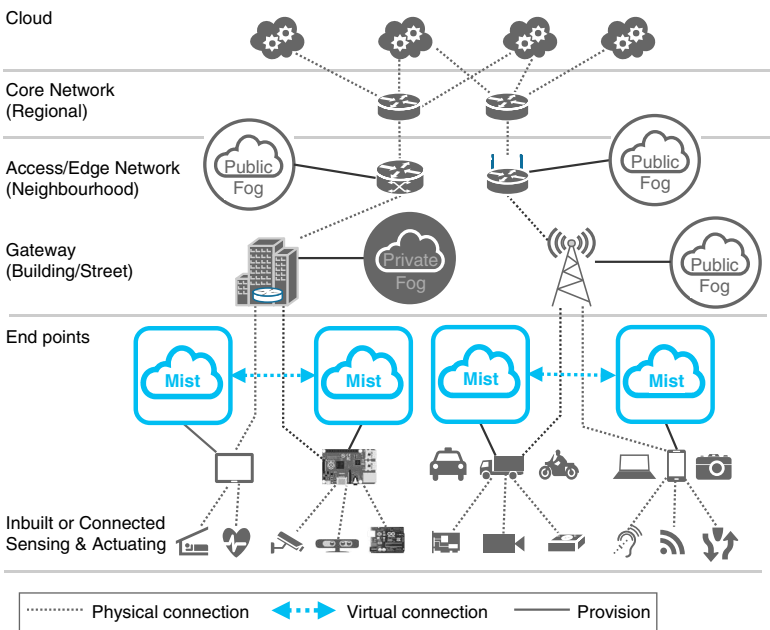 Cloud
Core Network
(Regional)
Access/Edge Network
(Neighbourhood)
Public
Fog
Public
Fog
Gateway
(Building/Street)
Private
Fog
Public
Fog
End points
Mist
Mist
Mist
Mist
Inbuilt or Connected
Sensing & Actuating
Physical connection
Virtual connection
Provision